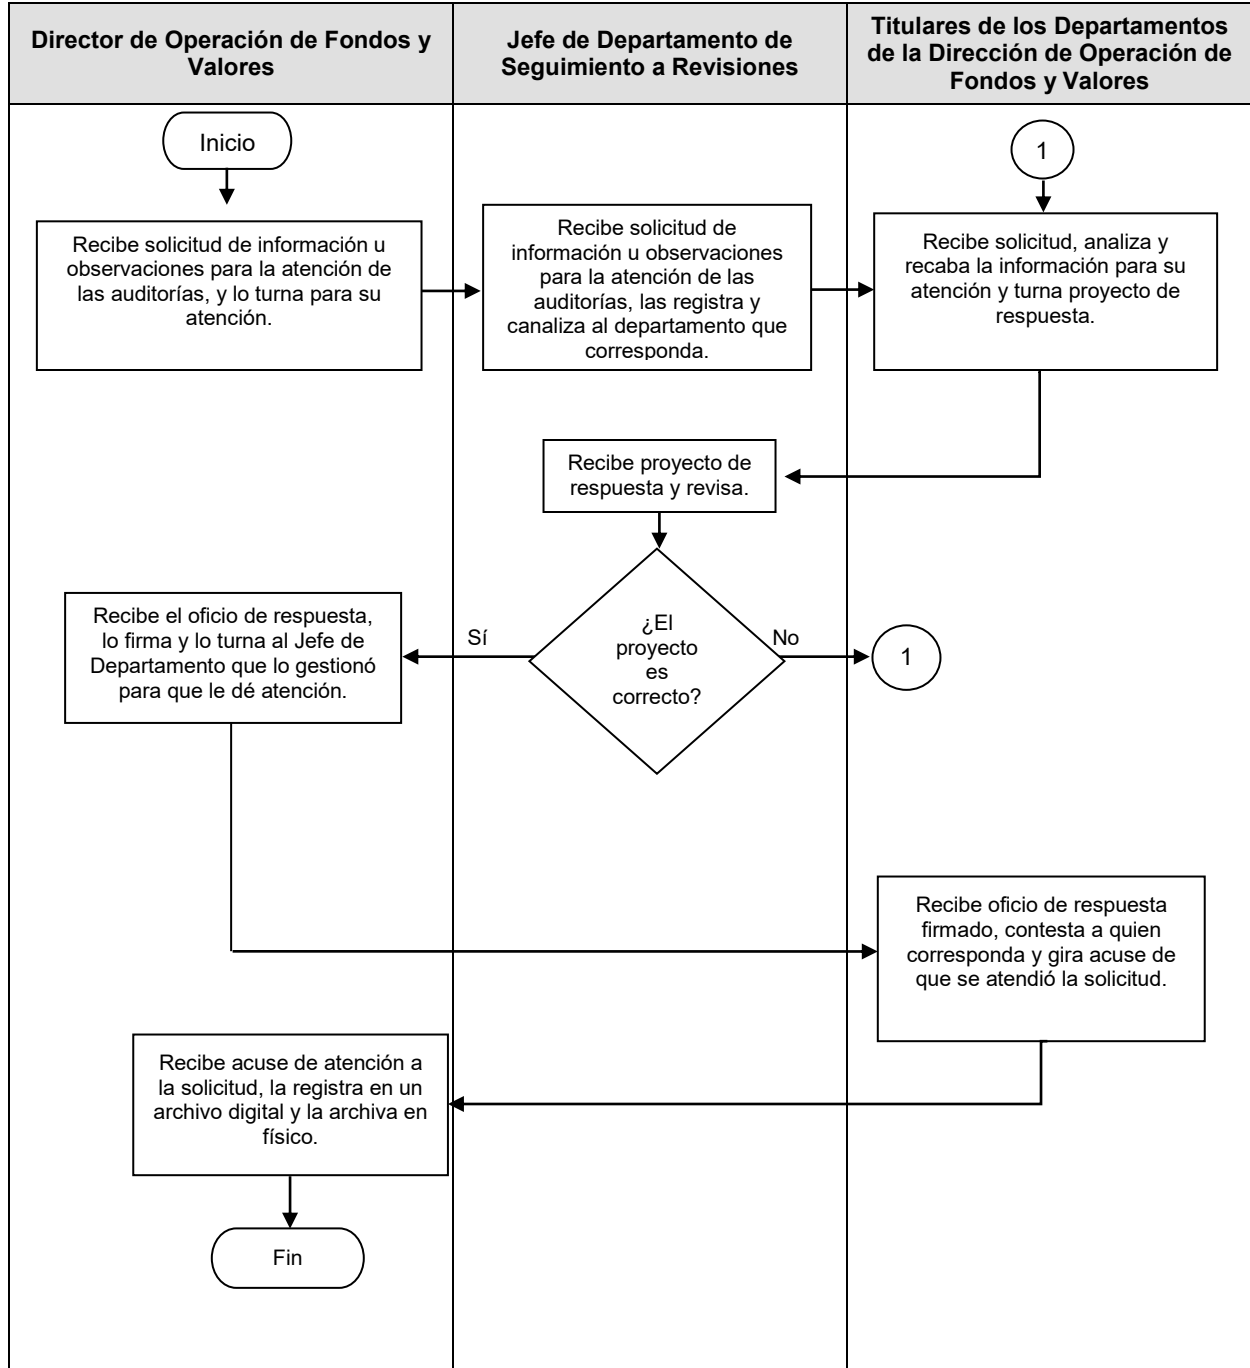 Director de Operación de Fondos y
Valores
Jefe de Departamento de
Seguimiento a Revisiones
Titulares de los Departamentos
de la Dirección de Operación de
Fondos y Valores
Inicio
1
Recibe solicitud de información u
observaciones para la atención de
las auditorías, y lo turna para su
atención.
Recibe solicitud de
información u observaciones
para la atención de las
auditorías, las registra y
canaliza al departamento que
corresponda.
Recibe solicitud, analiza y
recaba la información para su
atención y turna proyecto de
respuesta.
Recibe proyecto de
respuesta y revisa.
Recibe el oficio de respuesta,
lo firma y lo turna al Jefe de
Departamento que lo gestionó
para que le dé atención.
Sí
¿El
proyecto
es
correcto?
No
1
Recibe oficio de respuesta
firmado, contesta a quien
corresponda y gira acuse de
que se atendió la solicitud.
Recibe acuse de atención a
la solicitud, la registra en un
archivo digital y la archiva en
físico.
Fin